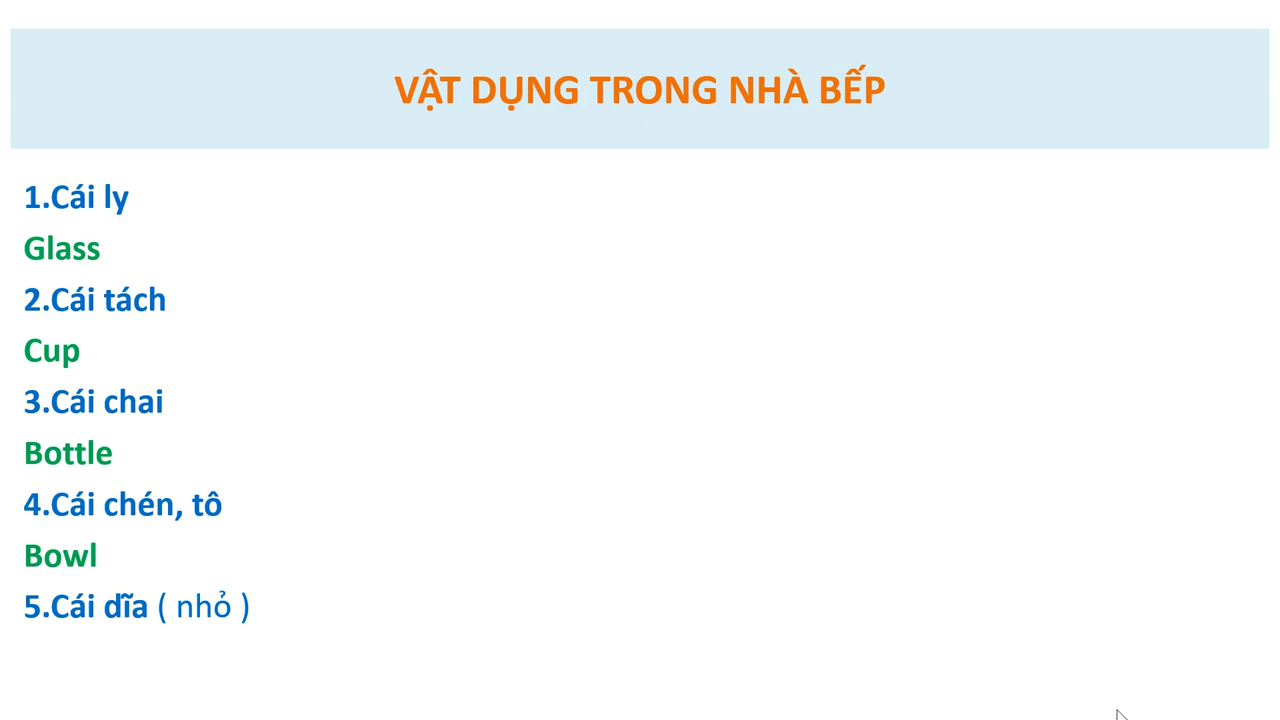 VẬT DỤNG TRONG NHÀ BẾP
1.Cái ly
Glass
2.Cái tách
Cup
3.Cái chai
Bottle
4.Cái chén, tô
Bowl
5.Cái dĩa ( nhỏ )